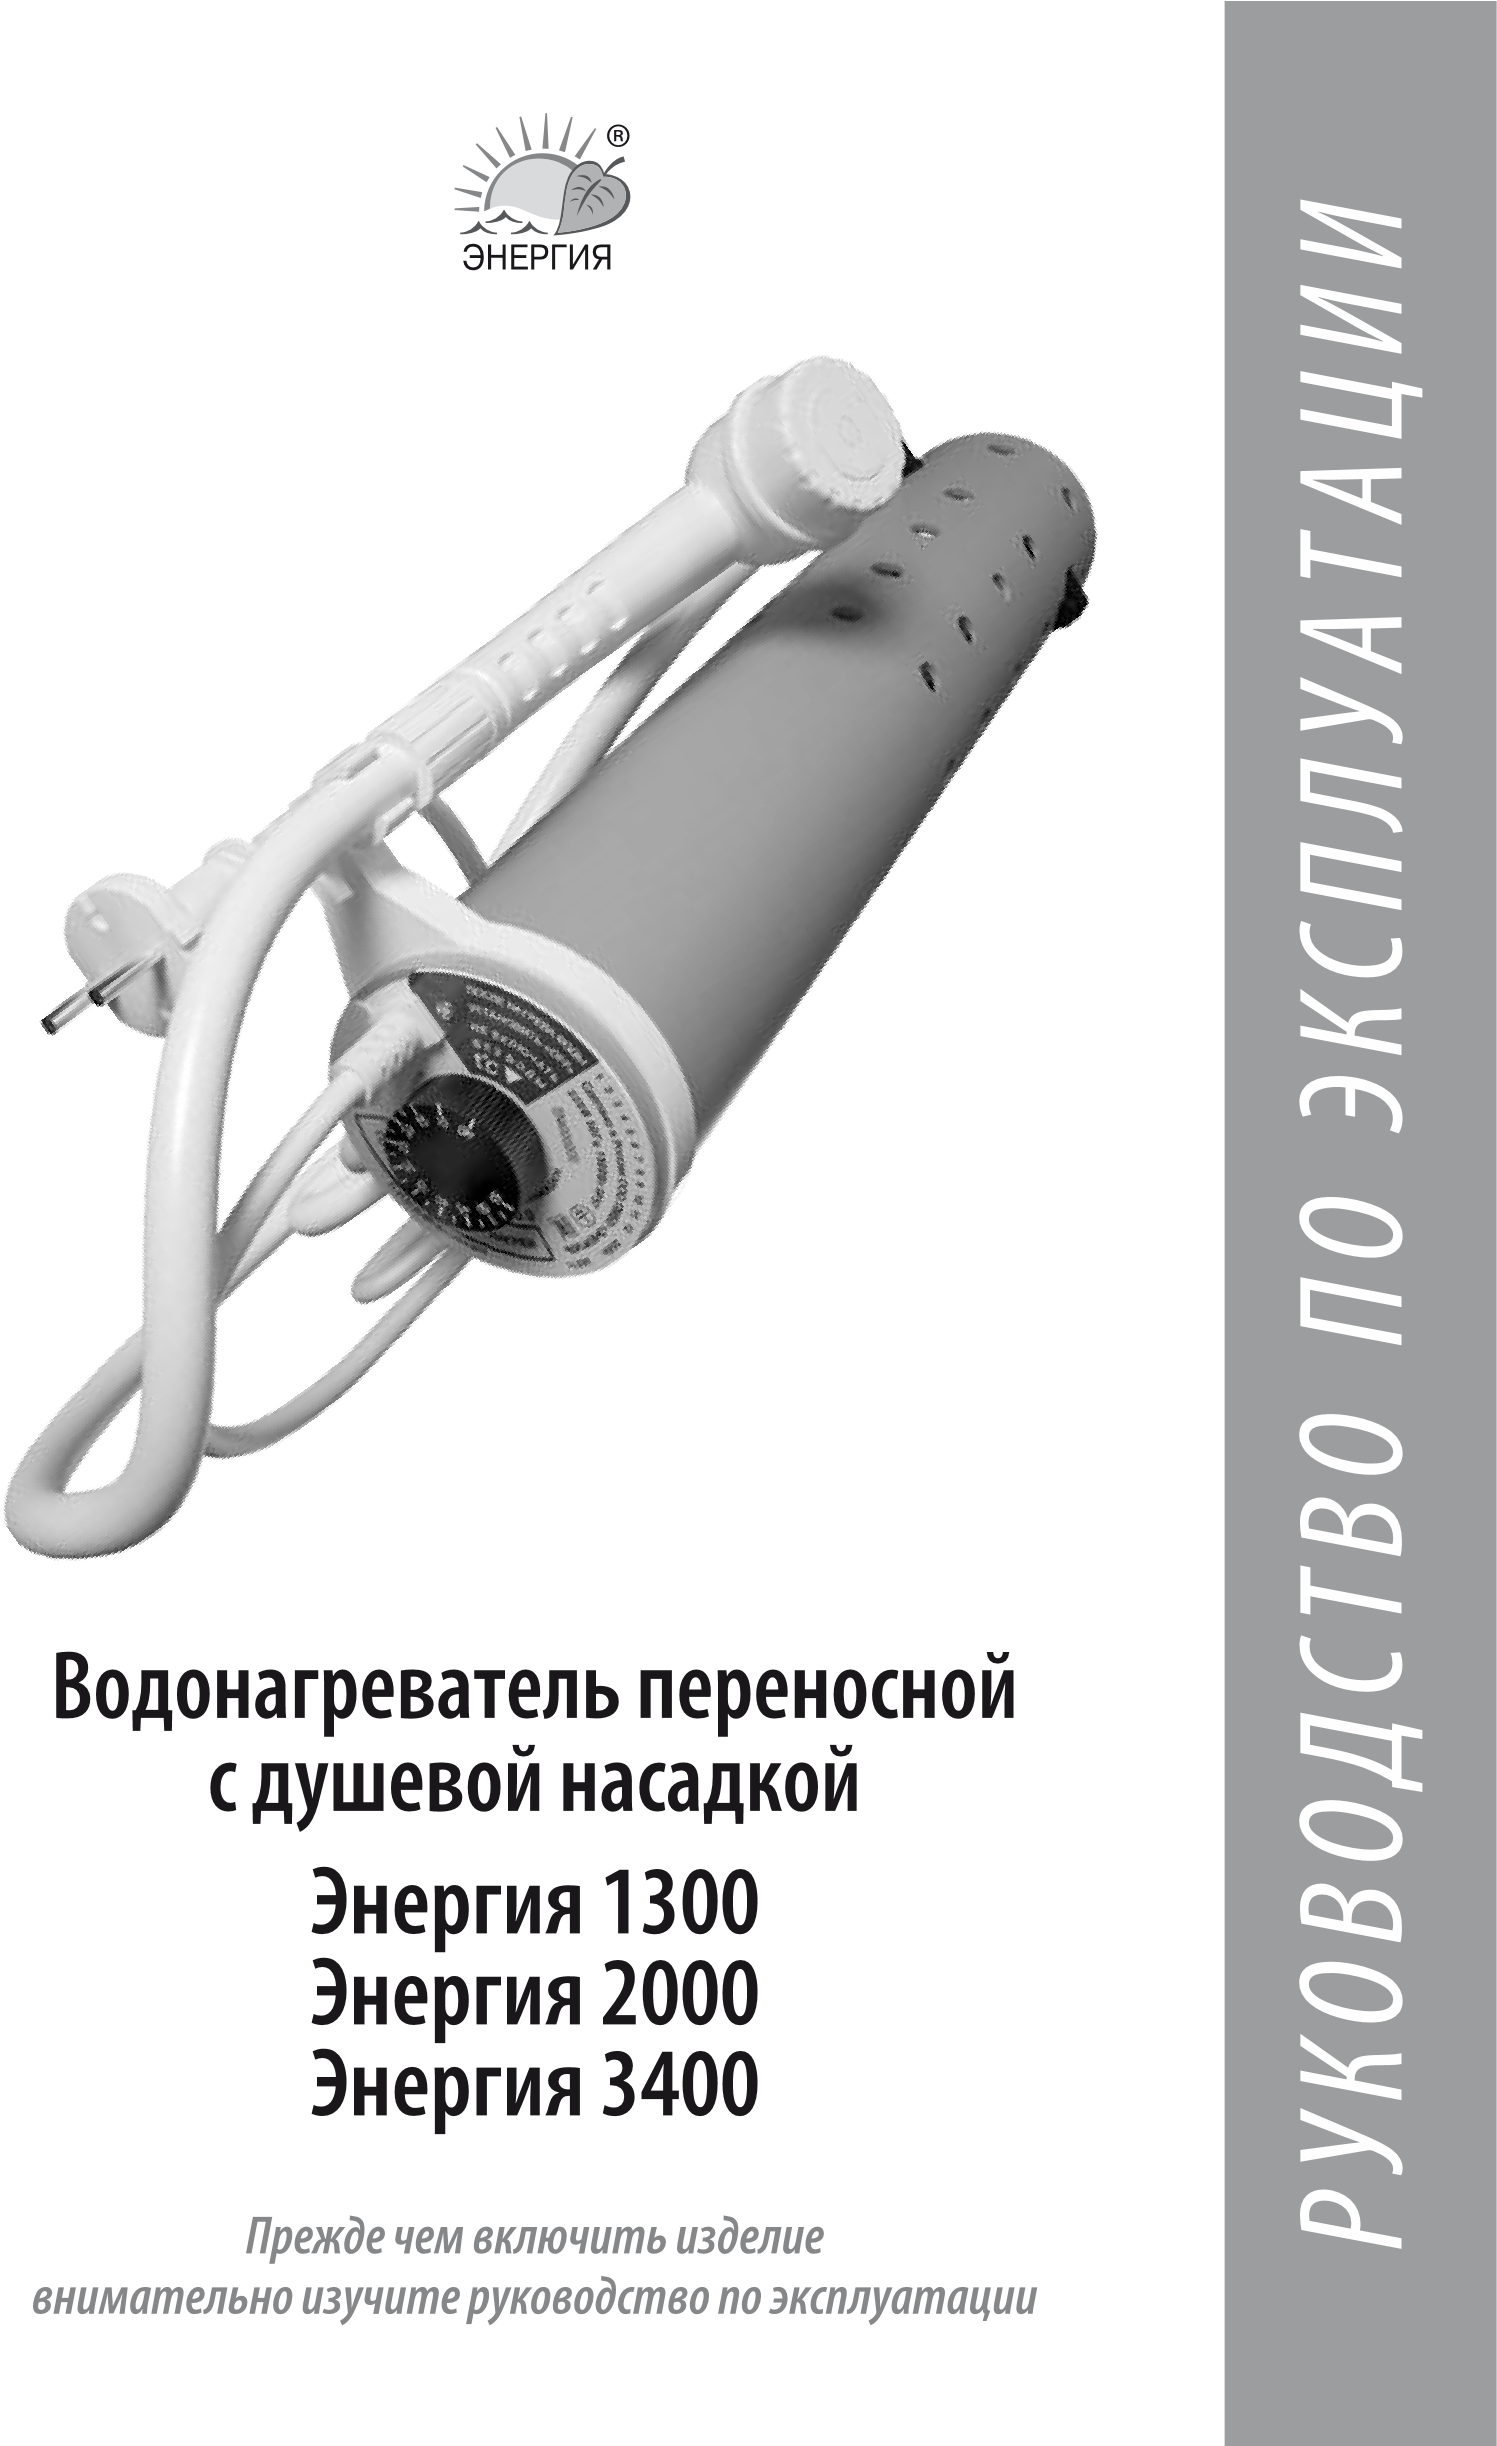 ®
ЭНЕРГИЯ
Водонагреватель переносной
с душевой насадкой
Энергия 1300
Энергия 2000
Энергия 3400
Прежде чем включить изделие
внимательно изучите руководство по эксплуатации
РУКОВОДСТВО ПО ЭКСПЛУАТАЦИИ